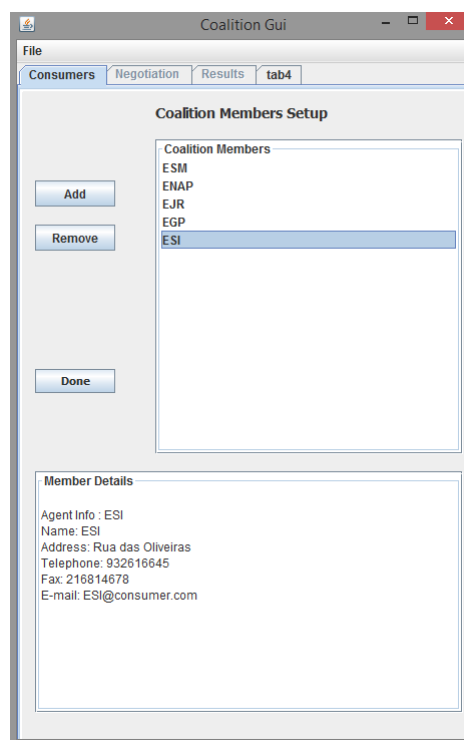 Coalition Gui
File
Consumers Negotiation Results tab4
Coalition Members Setup
Coalition Members
ESM
ENAP
EJR
EGP
ESI
Add
Remove
Done
Member Details
Agent Info : ESI
Name: ESI
Address: Rua das Oliveiras
Telephone: 932616645
Fax: 216814678
E-mail: ESI@consumer.com